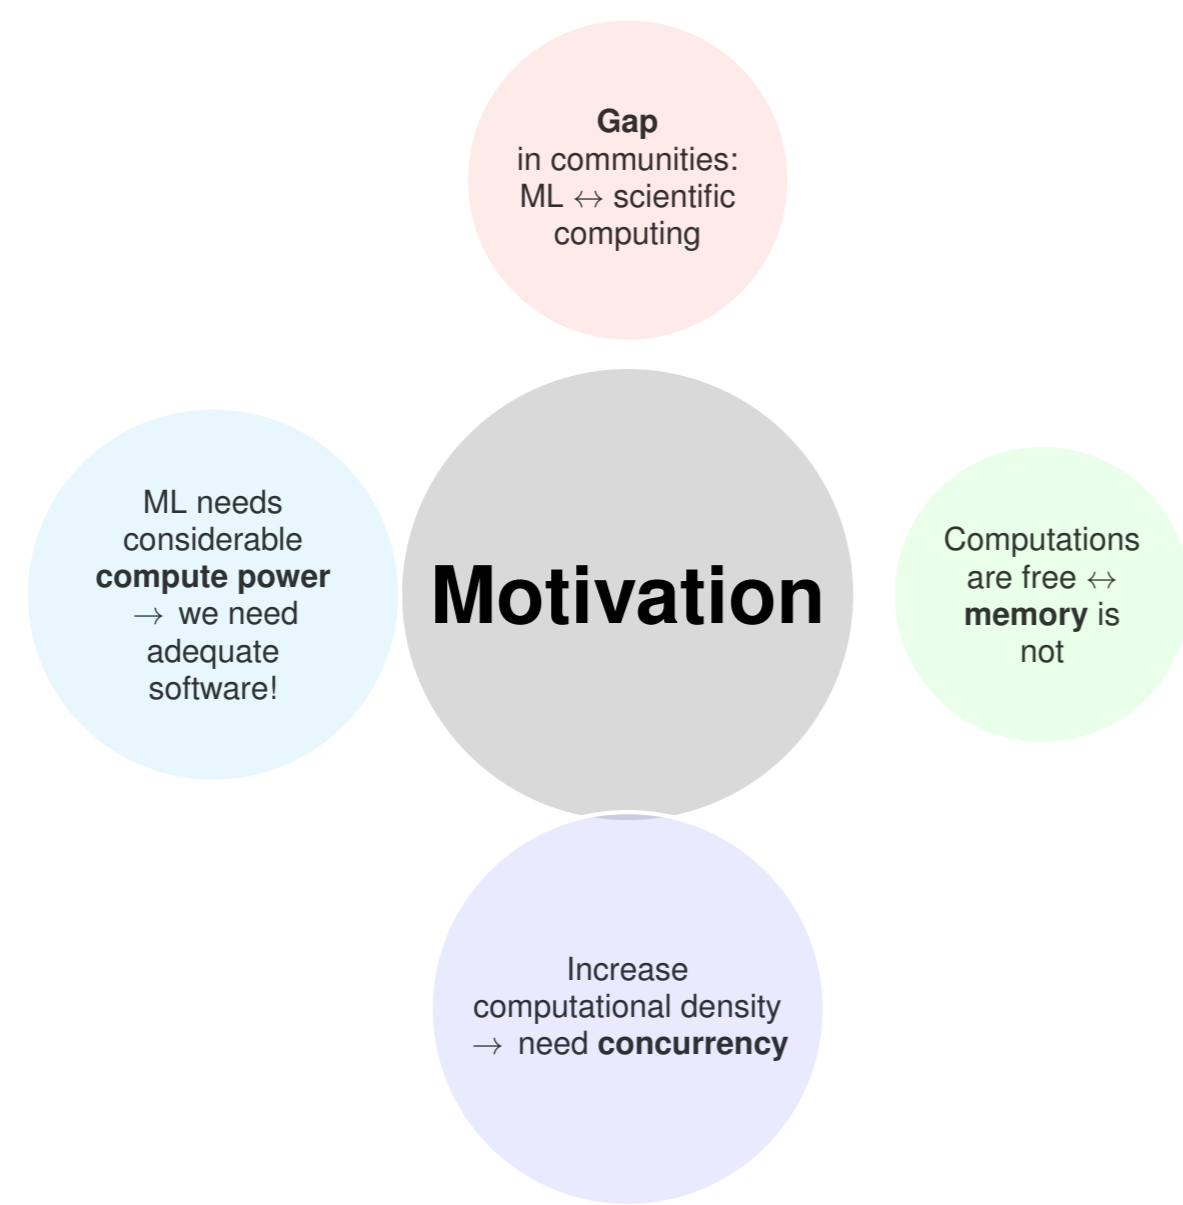 Gap
in communities:
ML ↔ scientific
computing
ML needs
considerable
compute power
→ we need
adequate
software!
Motivation
Computations
are free ↔
memory is
not
Increase
computational density
→ need concurrency